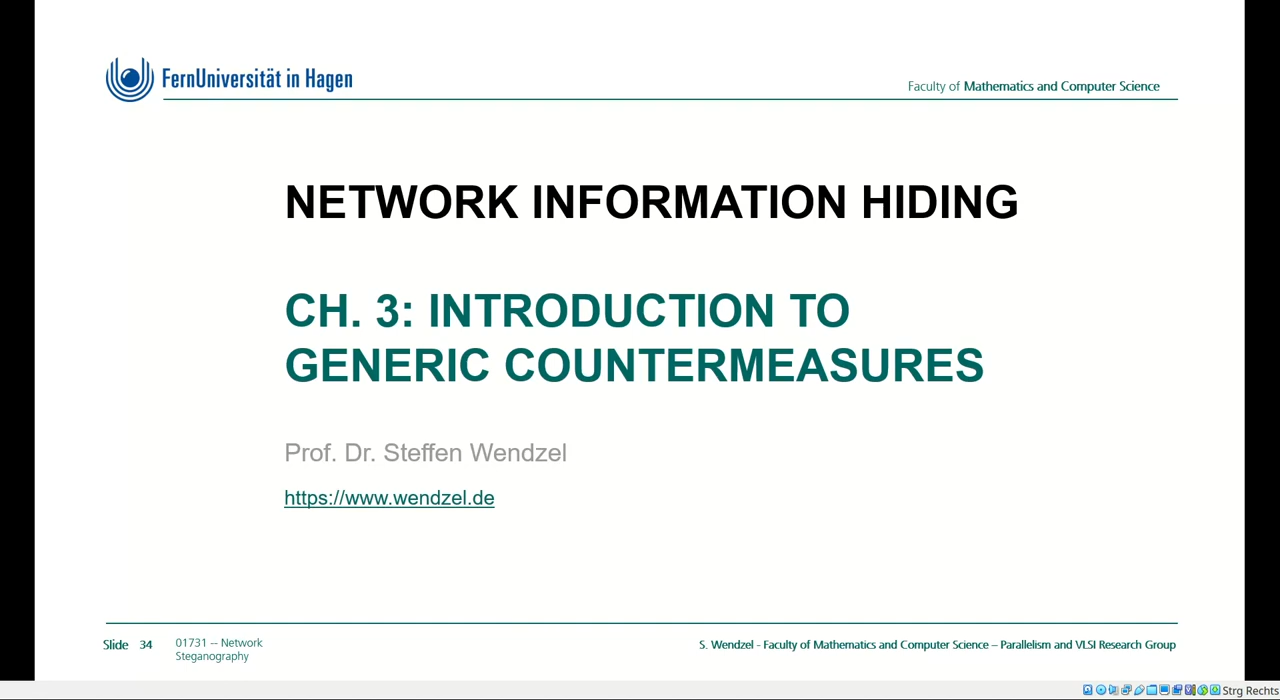 FernUniversität in Hagen
Faculty of Mathematics and Computer Science
NETWORK INFORMATION HIDING
CH. 3: INTRODUCTION TO
GENERIC COUNTERMEASURES
Prof. Dr. Steffen Wendzel
https://www.wendzel.de
Slide 34
01731 -- Network
Steganography
S. Wendzel - Faculty of Mathematics and Computer Science – Parallelism and VLSI Research Group
Strg Rechts